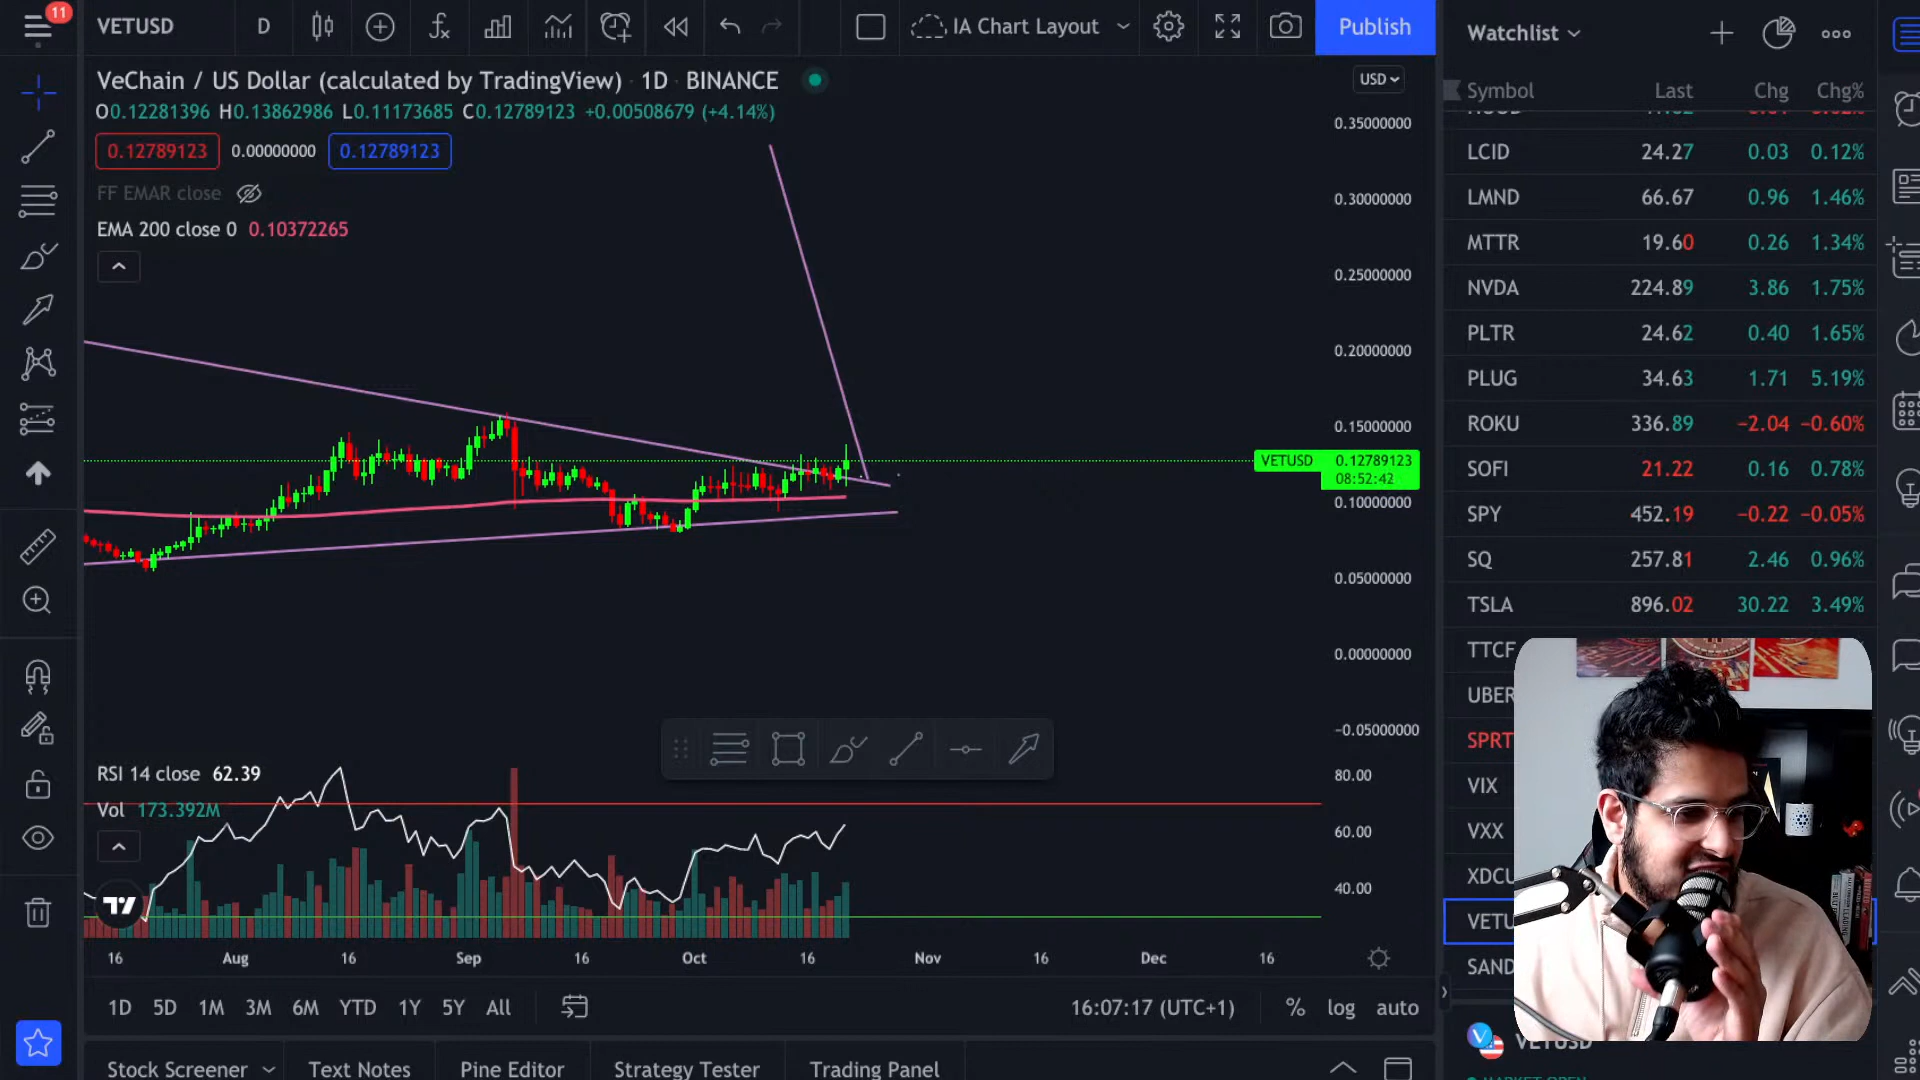 11
VETUSD D IA Chart Layout Publish
VeChain / US Dollar (calculated by TradingView) · 1D · BINANCE
O0.12281396 H0.13862986 L0.11173685 C0.12789123 +0.00508679 (+4.14%)
0.12789123 0.00000000 0.12789123
FF EMAR close
EMA 200 close 0 0.10372265
USD
0.35000000
0.30000000
0.25000000
0.20000000
0.15000000
VETUSD 0.12789123
08:52:42
0.10000000
0.05000000
0.00000000
−0.05000000
RSI 14 close 62.39
Vol 173.392M
80.00
60.00
40.00
16 Aug 16 Sep 16 Oct 16 Nov 16 Dec 16
1D 5D 1M 3M 6M YTD 1Y 5Y All
16:07:17 (UTC+1) % log auto
Stock Screener Text Notes Pine Editor Strategy Tester Trading Panel
Watchlist
Symbol Last Chg Chg%
LCID 24.27 0.03 0.12%
LMND 66.67 0.96 1.46%
MTTR 19.60 0.26 1.34%
NVDA 224.89 3.86 1.75%
PLTR 24.62 0.40 1.65%
PLUG 34.63 1.71 5.19%
ROKU 336.89 −2.04 −0.60%
SOFI 21.22 0.16 0.78%
SPY 452.19 −0.22 −0.05%
SQ 257.81 2.46 0.96%
TSLA 896.02 30.22 3.49%
TTCF
UBER
SPRT
VIX
VXX
XDCU
VETU
SAND
VETUSD